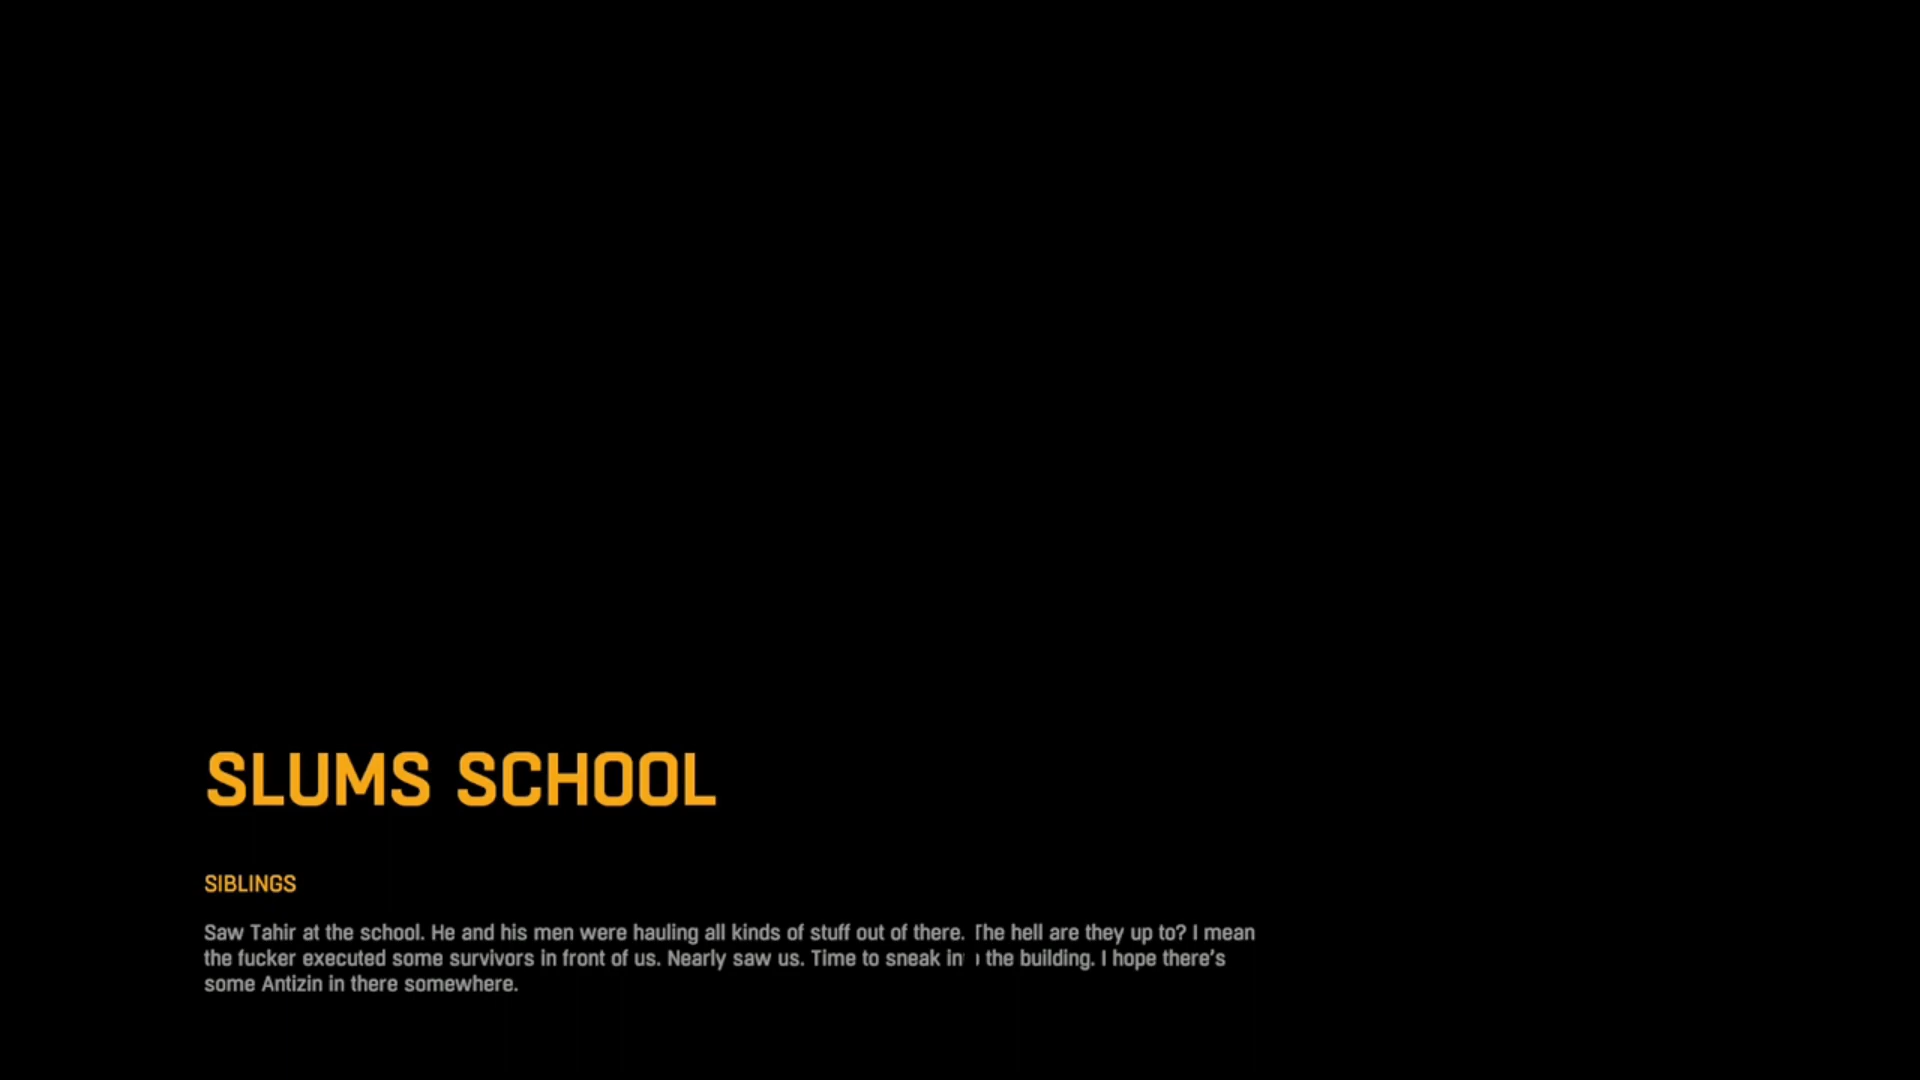 SLUMS SCHOOL
SIBLINGS
Saw Tahir at the school. He and his men were hauling all kinds of stuff out of there. The hell are they up to? I mean
the fucker executed some survivors in front of us. Nearly saw us. Time to sneak into the building. I hope there's
some Antizin in there somewhere.